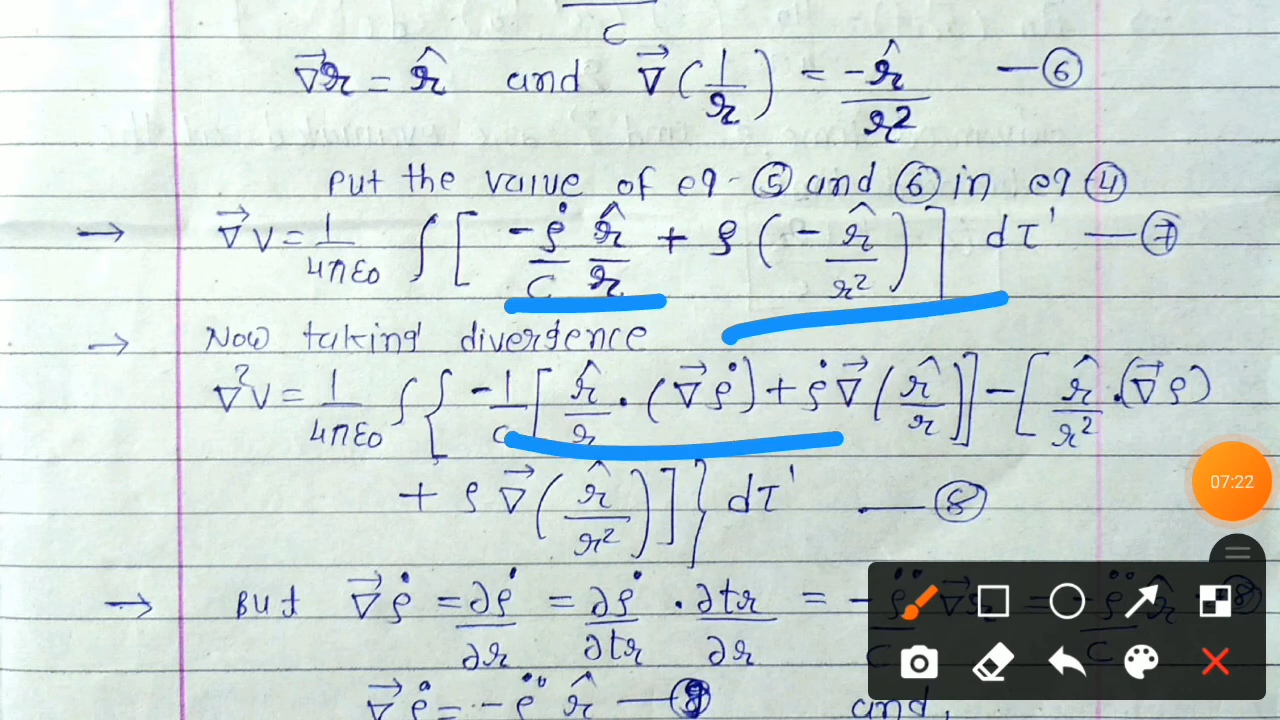 C
∇⃗r = r̂ and ∇⃗(1/r) = -r̂/r² — ⑥
Put the value of eq-⑤ and ⑥ in eq ④
→ ∇⃗V = 1/4πε₀ ∫ [ -ρ̇/C r̂/r + ρ(-r̂/r²) ] dτ' — ⑦
→ Now taking divergence
∇²V = 1/4πε₀ ∫ { -1/C [ r̂/r · (∇⃗ρ̇) + ρ̇ ∇⃗(r̂/r) ] - [ r̂/r² · (∇⃗ρ)
+ ρ ∇⃗(r̂/r²) ] } dτ' — ⑧
07:22
→ But ∇⃗ρ̇ = ∂ρ̇/∂r = ∂ρ̇/∂tr · ∂tr/∂r = -ρ̈/C ∇⃗r = -ρ̈/C r̂
∇⃗ρ̇ = -ρ̈ r̂ — ⑨ and,